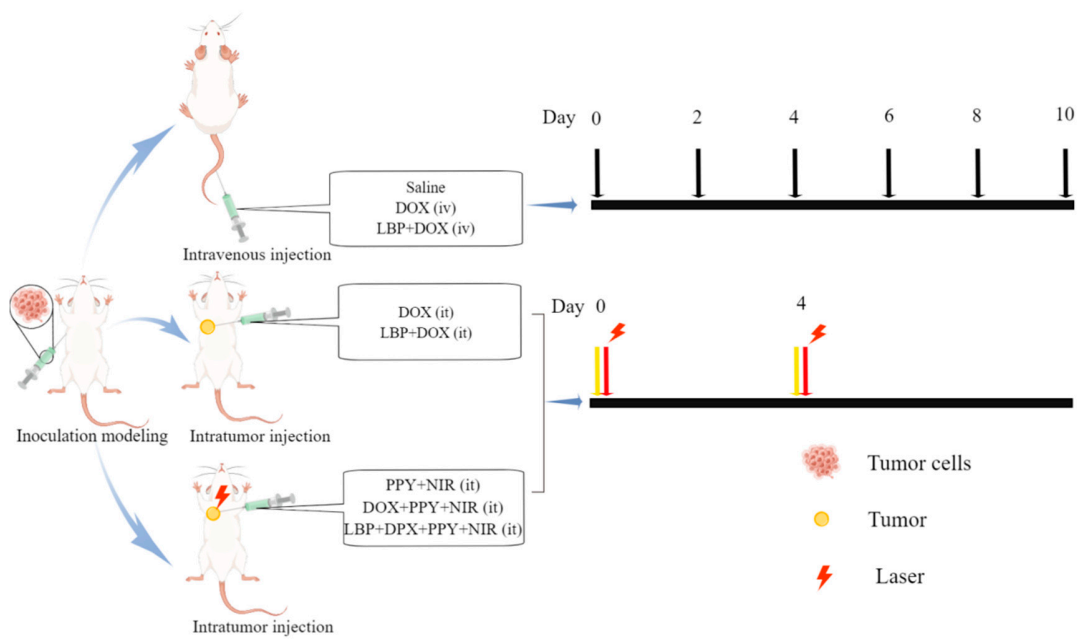 Day 0 2 4 6 8 10
Saline
DOX (iv)
LBP+DOX (iv)
Intravenous injection
Day 0 4
DOX (it)
LBP+DOX (it)
Inoculation modeling
Intratumor injection
PPY+NIR (it)
DOX+PPY+NIR (it)
LBP+DPX+PPY+NIR (it)
Intratumor injection
Tumor cells
Tumor
Laser